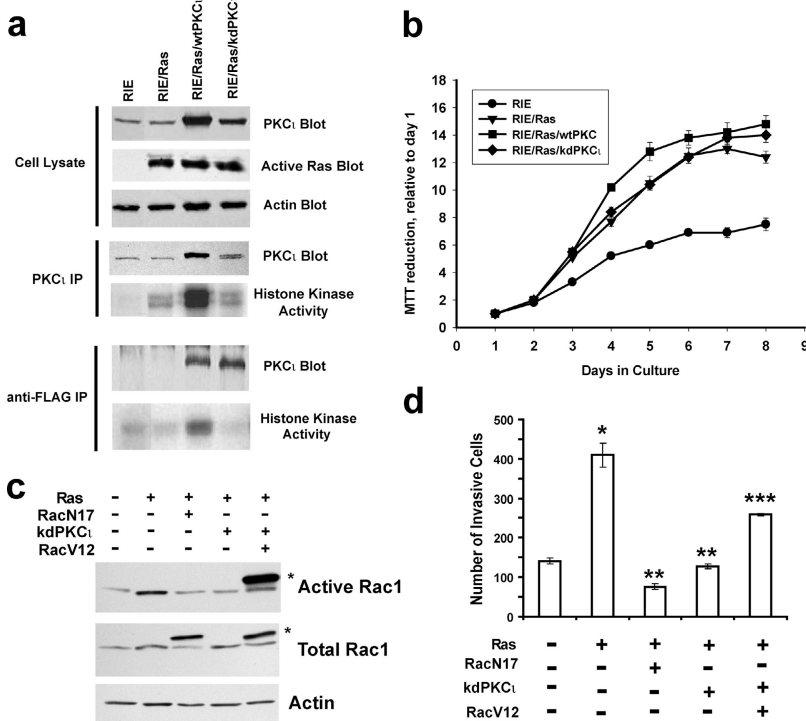 a
RIE
RIE/Ras
RIE/Ras/wtPKCι
RIE/Ras/kdPKCι
Cell Lysate
PKCι Blot
Active Ras Blot
Actin Blot
PKCι IP
PKCι Blot
Histone Kinase
Activity
anti-FLAG IP
PKCι Blot
Histone Kinase
Activity
b
MTT reduction, relative to day 1
18
16
14
12
10
8
6
4
2
0
RIE
RIE/Ras
RIE/Ras/wtPKC
RIE/Ras/kdPKCι
0 1 2 3 4 5 6 7 8 9
Days in Culture
c
Ras - + + + +
RacN17 - - + - -
kdPKCι - - - + +
RacV12 - - - - +
* Active Rac1
* Total Rac1
Actin
d
Number of Invasive Cells
500
400
300
200
100
0
*
**
**
***
Ras - + + + +
RacN17 - - + - -
kdPKCι - - - + +
RacV12 - - - - +